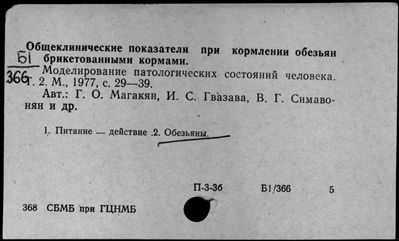 Общеклинические показатели при кормлении обезьян
Б1 брикетованными кормами.
366 Моделирование патологических состояний человека.
Т. 2. М., 1977, с. 29—39.
Авт.: Г. О. Магакян, И. С. Гвазава, В. Г. Симаво-
нян и др.
1. Питание — действие .2. Обезьяны.
П-3-3б Б1/366 5
368 СБМБ при ГЦНМБ